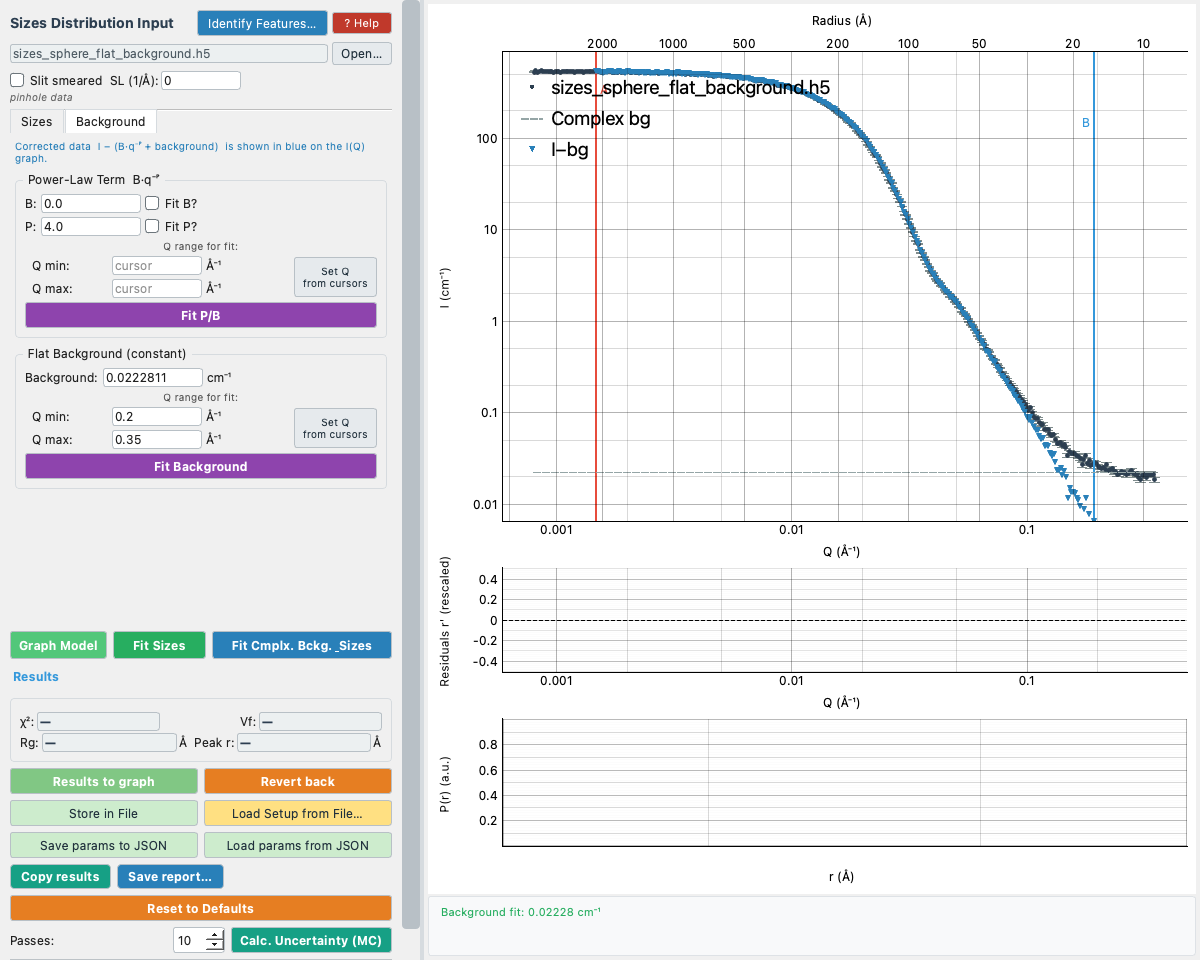 Sizes Distribution Input
Identify Features...
? Help
sizes_sphere_flat_background.h5
Open...
Slit smeared SL (1/Å): 0
pinhole data
Sizes
Background
Corrected data I − (B·q⁻ᴾ + background) is shown in blue on the I(Q)
graph.
Power-Law Term B·q⁻ᴾ
B: 0.0 Fit B?
P: 4.0 Fit P?
Q range for fit:
Q min: cursor Å⁻¹
Q max: cursor Å⁻¹
Set Q
from cursors
Fit P/B
Flat Background (constant)
Background: 0.0222811 cm⁻¹
Q range for fit:
Q min: 0.2 Å⁻¹
Q max: 0.35 Å⁻¹
Set Q
from cursors
Fit Background
Graph Model
Fit Sizes
Fit Cmplx. Bckg. _Sizes
Results
χ²: — Vf: —
Rg: — Å Peak r: — Å
Results to graph
Revert back
Store in File
Load Setup from File...
Save params to JSON
Load params from JSON
Copy results
Save report...
Reset to Defaults
Passes: 10
Calc. Uncertainty (MC)
Radius (Å)
2000 1000 500 200 100 50 20 10
A
sizes_sphere_flat_background.h5
Complex bg
I−bg
B
I (cm⁻¹)
100
10
1
0.1
0.01
0.001 0.01 0.1
Q (Å⁻¹)
Residuals r' (rescaled)
0.4
0.2
0
-0.2
-0.4
0.001 0.01 0.1
Q (Å⁻¹)
P(r) (a.u.)
0.8
0.6
0.4
0.2
r (Å)
Background fit: 0.02228 cm⁻¹